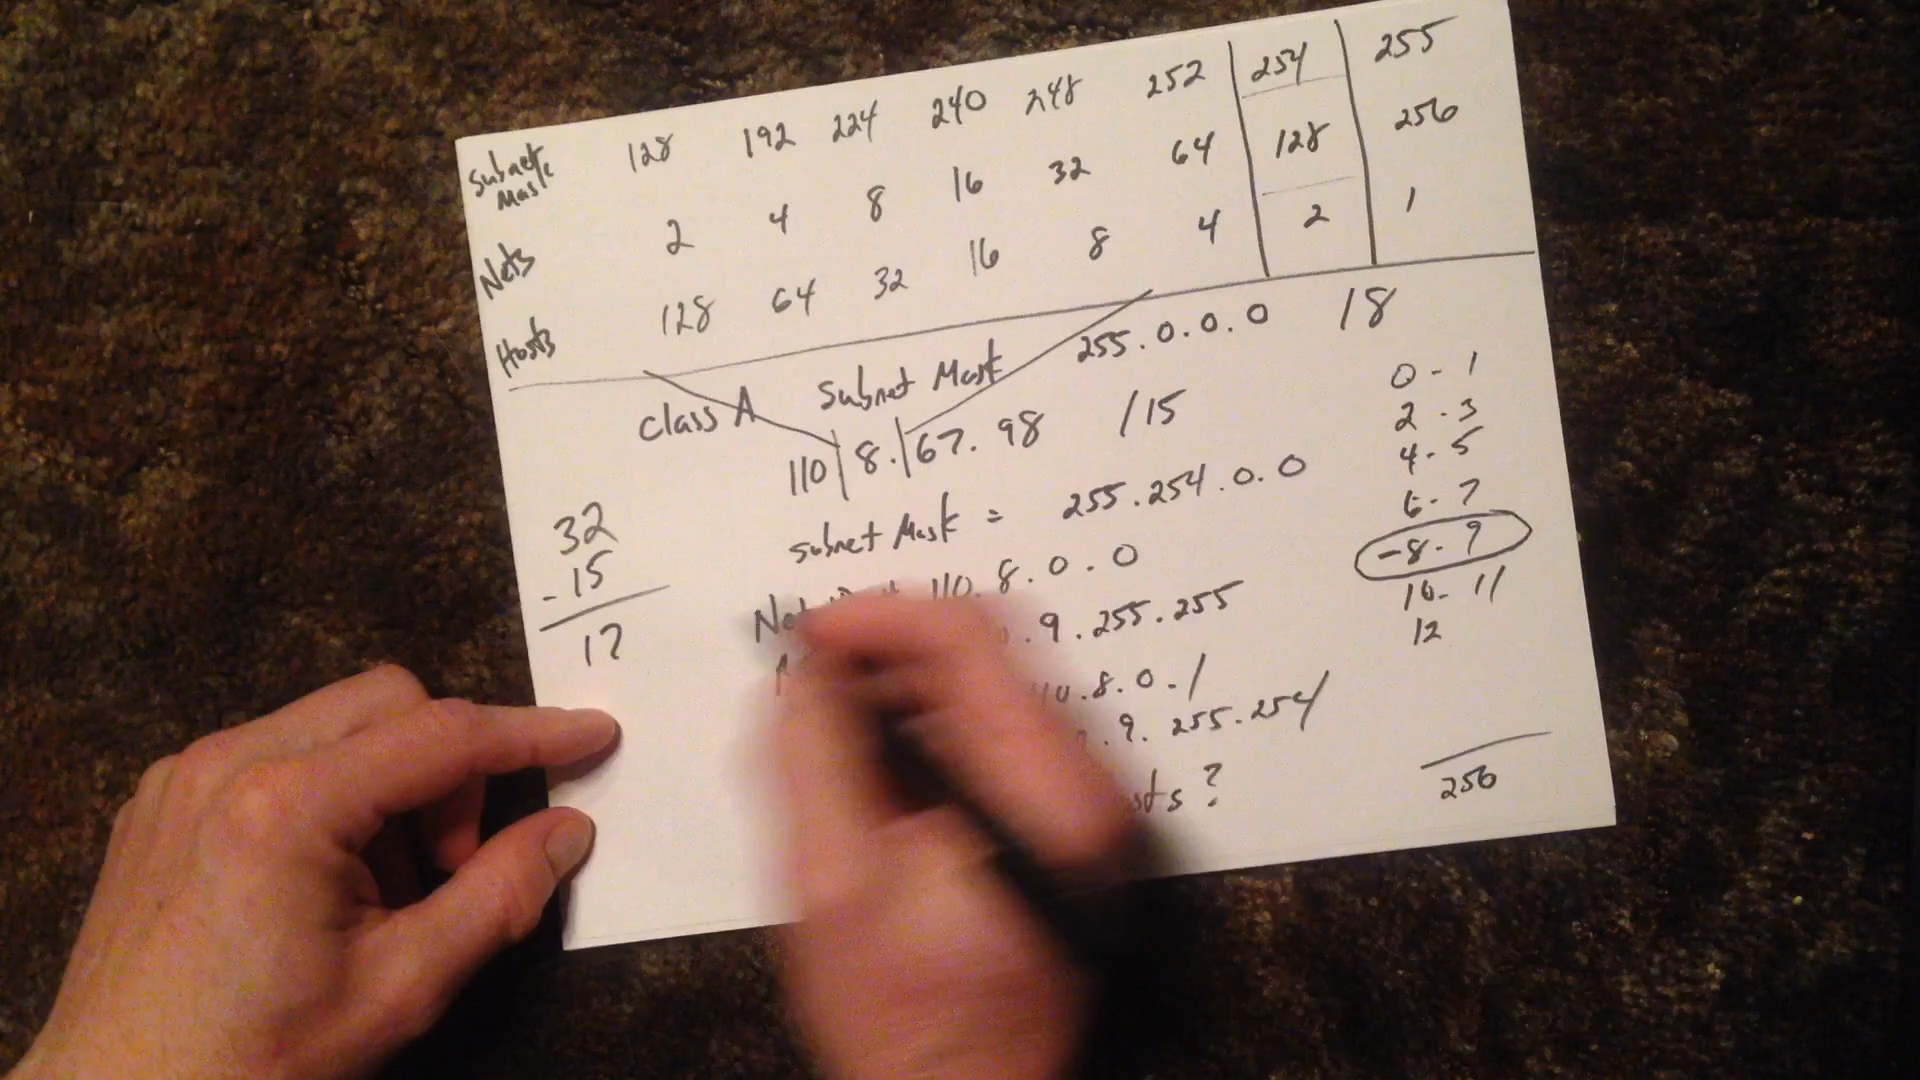 Subnet Mask 128 192 224 240 248 252 254 255
Nets 2 4 8 16 32 64 128 256
Hosts 128 64 32 16 8 4 2 1
Class A Subnet Mask 255.0.0.0 /8
110 8. 67. 98 /15
Subnet Mask = 255.254.0.0
110.8.0.0
.9.255.255
.8.0.1
.9.255.254
?
32
- 15
17
0 - 1
2 - 3
4 - 5
6 - 7
- 8 - 9
10 - 11
12
256